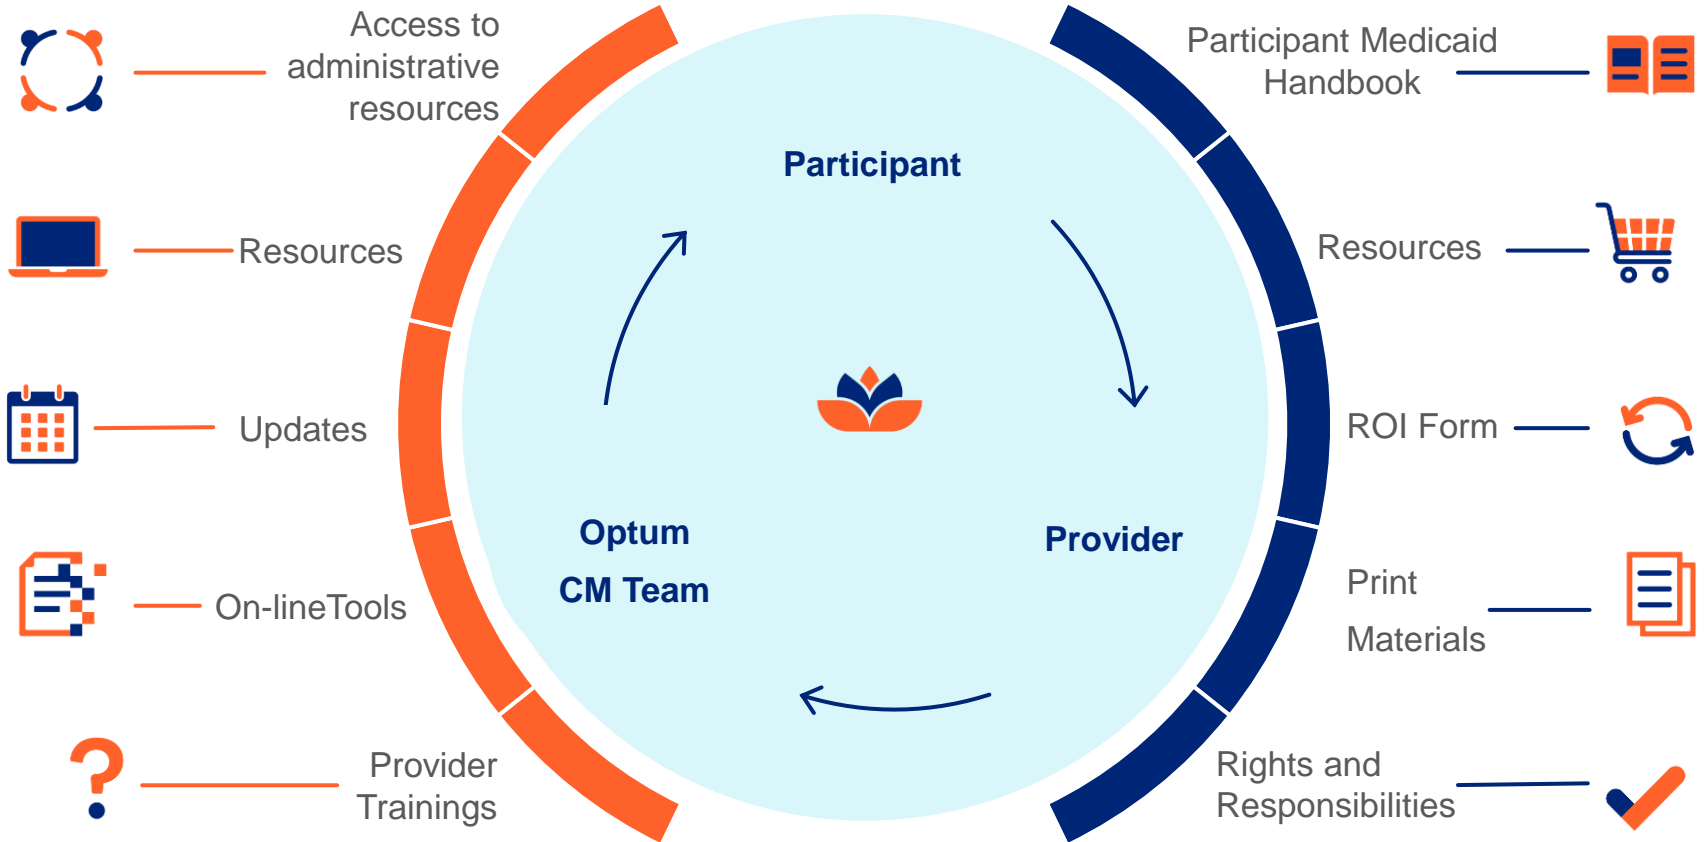 Access to
administrative
resources
Resources
Updates
On-lineTools
Provider
Trainings
Participant
Optum
CM Team
Provider
Participant Medicaid
Handbook
Resources
ROI Form
Print
Materials
Rights and
Responsibilities